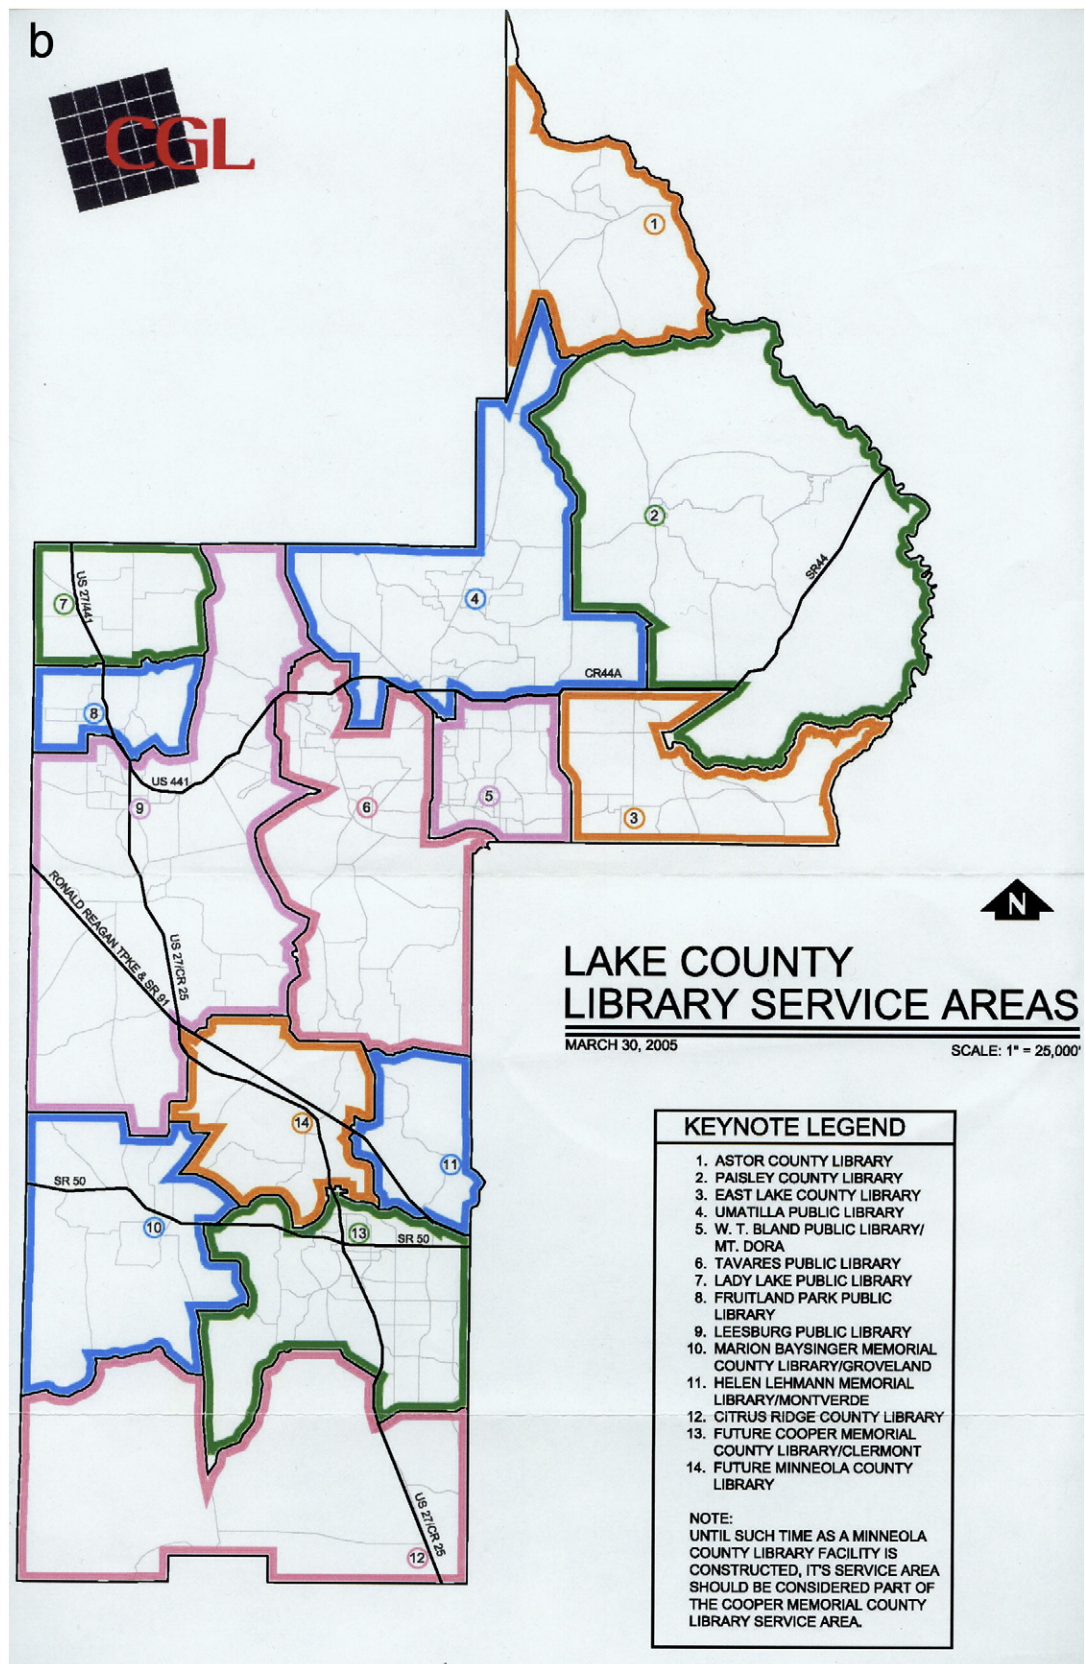 b
CGL
1
2
SR44
US 27/441
7
4
CR44A
8
US 441
9
6
5
3
RONALD REAGAN TPKE & SR 91
US 27/CR 25
N
LAKE COUNTY
LIBRARY SERVICE AREAS
MARCH 30, 2005
SCALE: 1" = 25,000'
14
11
SR 50
10
13
SR 50
US 27/CR 25
12
KEYNOTE LEGEND
1. ASTOR COUNTY LIBRARY
2. PAISLEY COUNTY LIBRARY
3. EAST LAKE COUNTY LIBRARY
4. UMATILLA PUBLIC LIBRARY
5. W. T. BLAND PUBLIC LIBRARY/
MT. DORA
6. TAVARES PUBLIC LIBRARY
7. LADY LAKE PUBLIC LIBRARY
8. FRUITLAND PARK PUBLIC
LIBRARY
9. LEESBURG PUBLIC LIBRARY
10. MARION BAYSINGER MEMORIAL
COUNTY LIBRARY/GROVELAND
11. HELEN LEHMANN MEMORIAL
LIBRARY/MONTVERDE
12. CITRUS RIDGE COUNTY LIBRARY
13. FUTURE COOPER MEMORIAL
COUNTY LIBRARY/CLERMONT
14. FUTURE MINNEOLA COUNTY
LIBRARY
NOTE:
UNTIL SUCH TIME AS A MINNEOLA
COUNTY LIBRARY FACILITY IS
CONSTRUCTED, IT'S SERVICE AREA
SHOULD BE CONSIDERED PART OF
THE COOPER MEMORIAL COUNTY
LIBRARY SERVICE AREA.